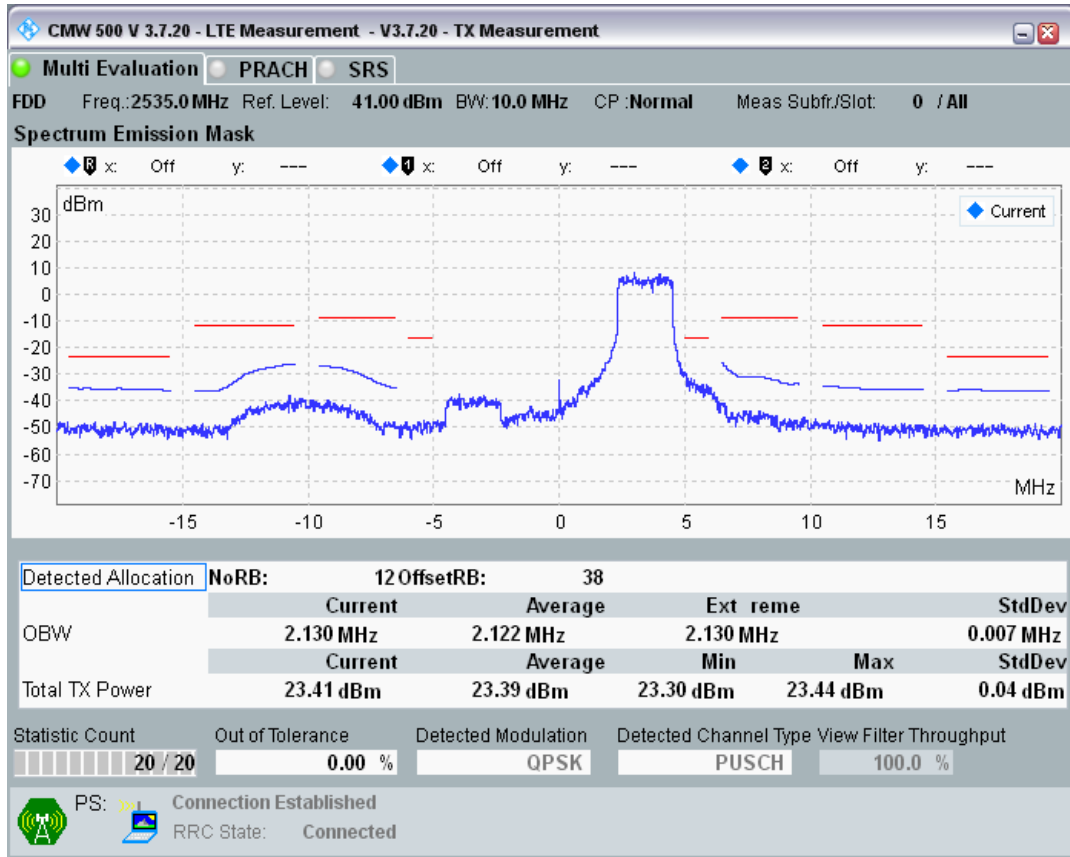 CMW 500 V 3.7.20 - LTE Measurement - V3.7.20 - TX Measurement
Multi Evaluation PRACH SRS
FDD Freq.:2535.0 MHz Ref. Level: 41.00 dBm BW: 10.0 MHz CP :Normal Meas Subfr./Slot: 0 / All
Spectrum Emission Mask
R x: Off y: --- 1 x: Off y: --- 2 x: Off y: ---
dBm
Current
30
20
10
0
-10
-20
-30
-40
-50
-60
-70
MHz
-15 -10 -5 0 5 10 15
Detected Allocation NoRB: 12 OffsetRB: 38
Current Average Ext reme StdDev
OBW 2.130 MHz 2.122 MHz 2.130 MHz 0.007 MHz
Current Average Min Max StdDev
Total TX Power 23.41 dBm 23.39 dBm 23.30 dBm 23.44 dBm 0.04 dBm
Statistic Count Out of Tolerance Detected Modulation Detected Channel Type View Filter Throughput
20 / 20 0.00 % QPSK PUSCH 100.0 %
PS: Connection Established
RRC State: Connected